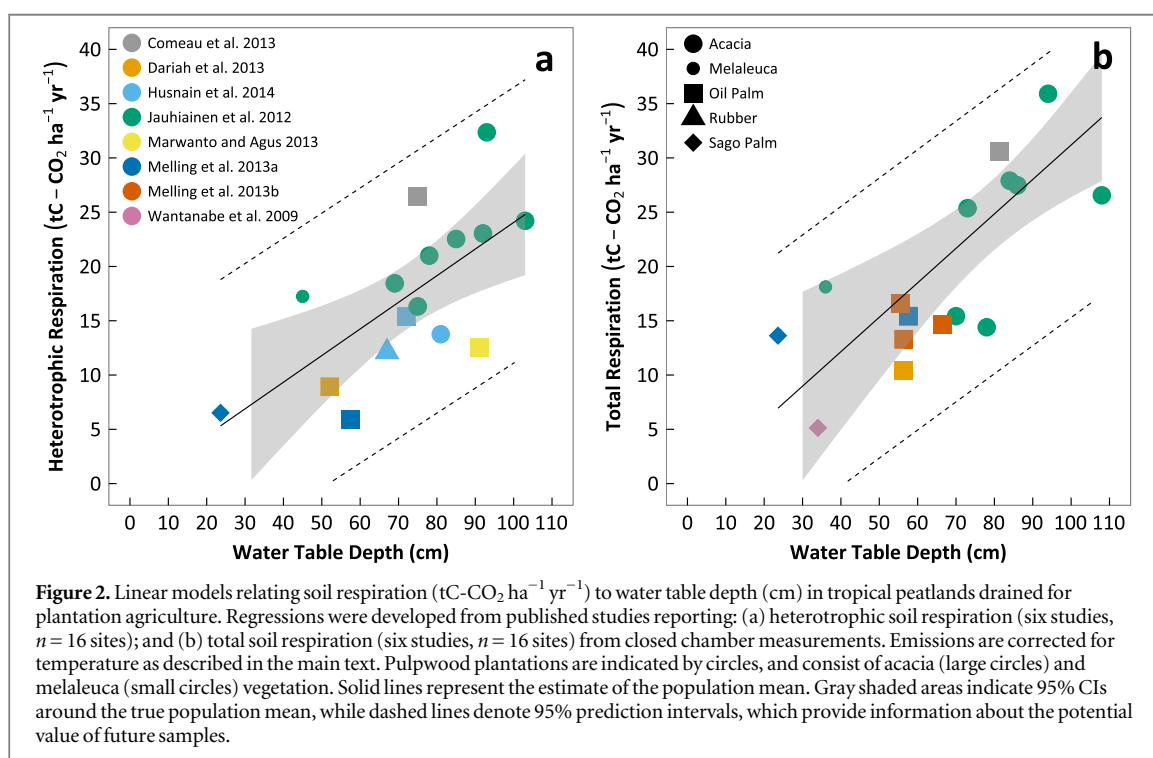 a
Comeau et al. 2013
Dariah et al. 2013
Husnain et al. 2014
Jauhiainen et al. 2012
Marwanto and Agus 2013
Melling et al. 2013a
Melling et al. 2013b
Wantanabe et al. 2009
Heterotrophic Respiration (tC − CO₂ ha⁻¹ yr⁻¹)
40
35
30
25
20
15
10
5
0
0 10 20 30 40 50 60 70 80 90 100 110
Water Table Depth (cm)
b
Acacia
Melaleuca
Oil Palm
Rubber
Sago Palm
Total Respiration (tC − CO₂ ha⁻¹ yr⁻¹)
40
35
30
25
20
15
10
5
0
0 10 20 30 40 50 60 70 80 90 100 110
Water Table Depth (cm)
Figure 2. Linear models relating soil respiration (tC-CO₂ ha⁻¹ yr⁻¹) to water table depth (cm) in tropical peatlands drained for
plantation agriculture. Regressions were developed from published studies reporting: (a) heterotrophic soil respiration (six studies,
n = 16 sites); and (b) total soil respiration (six studies, n = 16 sites) from closed chamber measurements. Emissions are corrected for
temperature as described in the main text. Pulpwood plantations are indicated by circles, and consist of acacia (large circles) and
melaleuca (small circles) vegetation. Solid lines represent the estimate of the population mean. Gray shaded areas indicate 95% CIs
around the true population mean, while dashed lines denote 95% prediction intervals, which provide information about the potential
value of future samples.